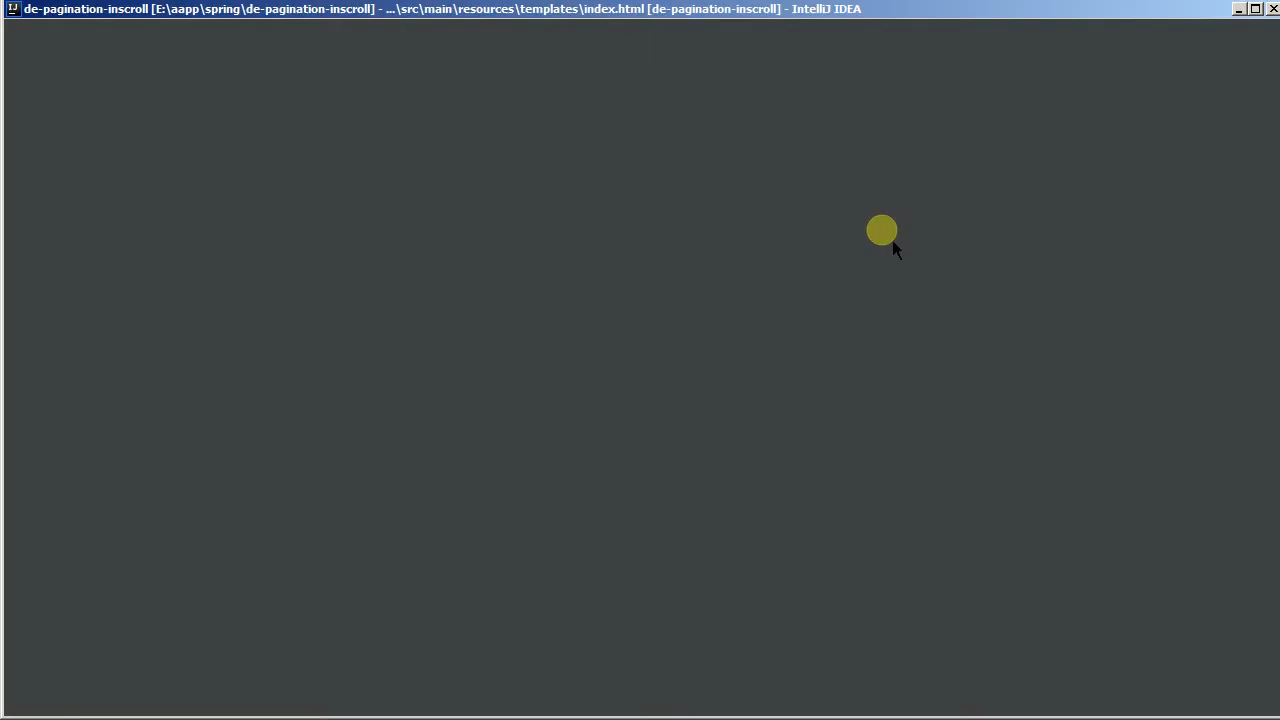 de-pagination-inscroll [E:\aapp\spring\de-pagination-inscroll] - ...\src\main\resources\templates\index.html [de-pagination-inscroll] - IntelliJ IDEA